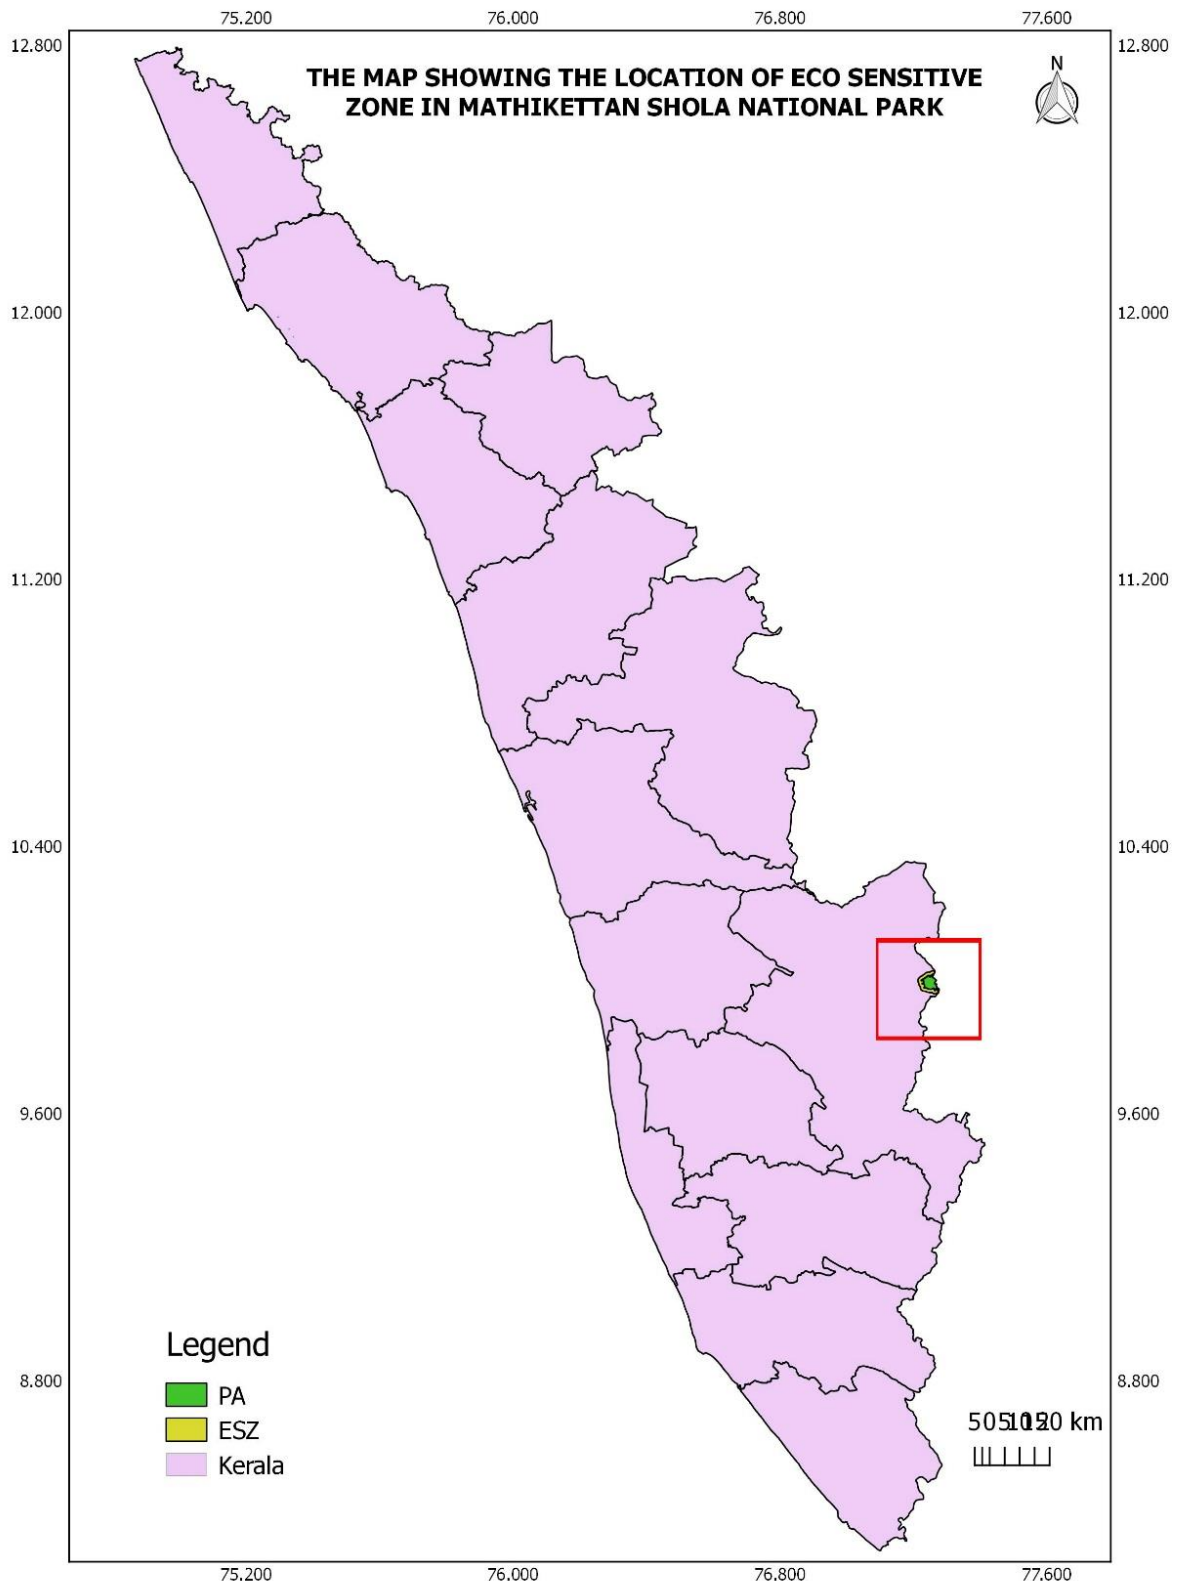 75.200 76.000 76.800 77.600
12.800 12.800
THE MAP SHOWING THE LOCATION OF ECO SENSITIVE
ZONE IN MATHIKETTAN SHOLA NATIONAL PARK
N
12.000 12.000
11.200 11.200
10.400 10.400
9.600 9.600
Legend
8.800 8.800
PA
ESZ
Kerala
km
75.200 76.000 76.800 77.600